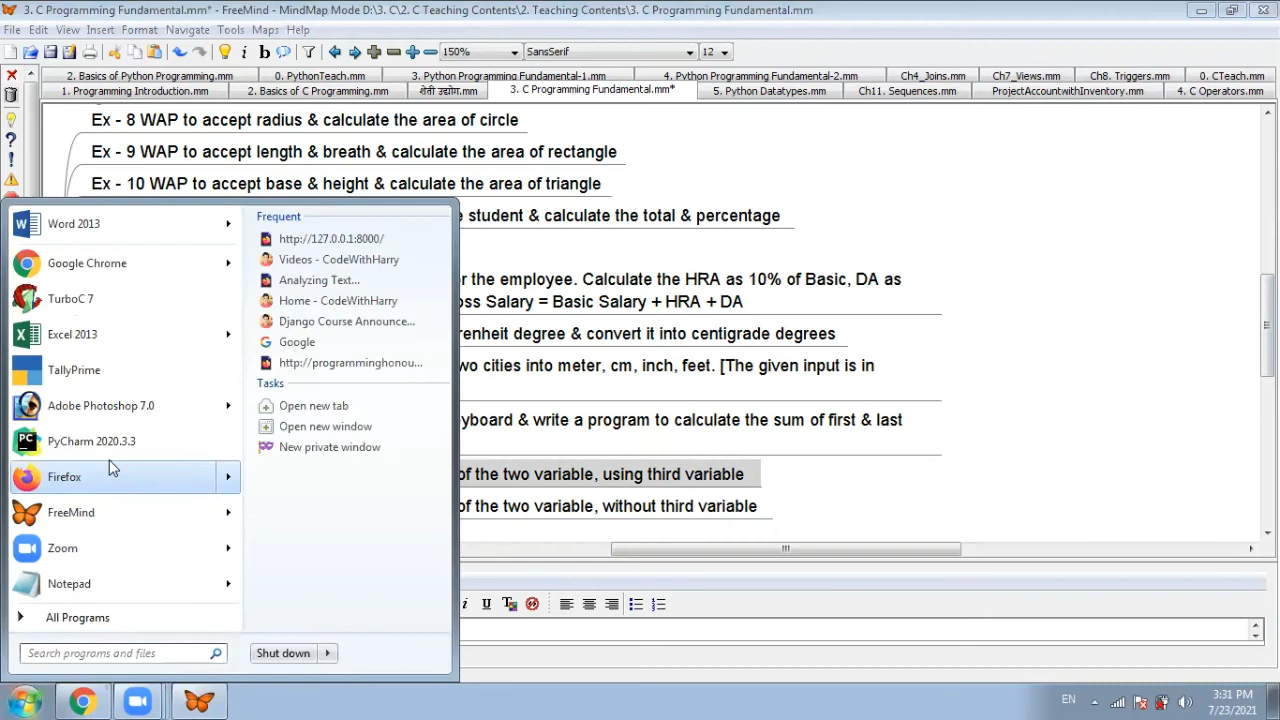 3. C Programming Fundamental.mm* - FreeMind - MindMap Mode D:\3. C\2. C Teaching Contents\2. Teaching Contents\3. C Programming Fundamental.mm
File Edit View Insert Format Navigate Tools Maps Help
150% SansSerif 12
2. Basics of Python Programming.mm 0. PythonTeach.mm 3. Python Programming Fundamental-1.mm 4. Python Programming Fundamental-2.mm Ch4_Joins.mm Ch7_Views.mm Ch8. Triggers.mm 0. CTeach.mm
1. Programming Introduction.mm 2. Basics of C Programming.mm शेती उद्योग.mm 3. C Programming Fundamental.mm* 5. Python Datatypes.mm Ch11. Sequences.mm ProjectAccountwithInventory.mm 4. C Operators.mm
Ex - 8 WAP to accept radius & calculate the area of circle
Ex - 9 WAP to accept length & breath & calculate the area of rectangle
Ex - 10 WAP to accept base & height & calculate the area of triangle
e student & calculate the total & percentage
er the employee. Calculate the HRA as 10% of Basic, DA as
oss Salary = Basic Salary + HRA + DA
renheit degree & convert it into centigrade degrees
wo cities into meter, cm, inch, feet. [The given input is in
eyboard & write a program to calculate the sum of first & last
of the two variable, using third variable
of the two variable, without third variable
Word 2013
Google Chrome
TurboC 7
Excel 2013
TallyPrime
Adobe Photoshop 7.0
PyCharm 2020.3.3
Firefox
FreeMind
Zoom
Notepad
All Programs
Search programs and files
Frequent
http://127.0.0.1:8000/
Videos - CodeWithHarry
Analyzing Text...
Home - CodeWithHarry
Django Course Announce...
Google
http://programminghonou...
Tasks
Open new tab
Open new window
New private window
Shut down
EN
3:31 PM
7/23/2021